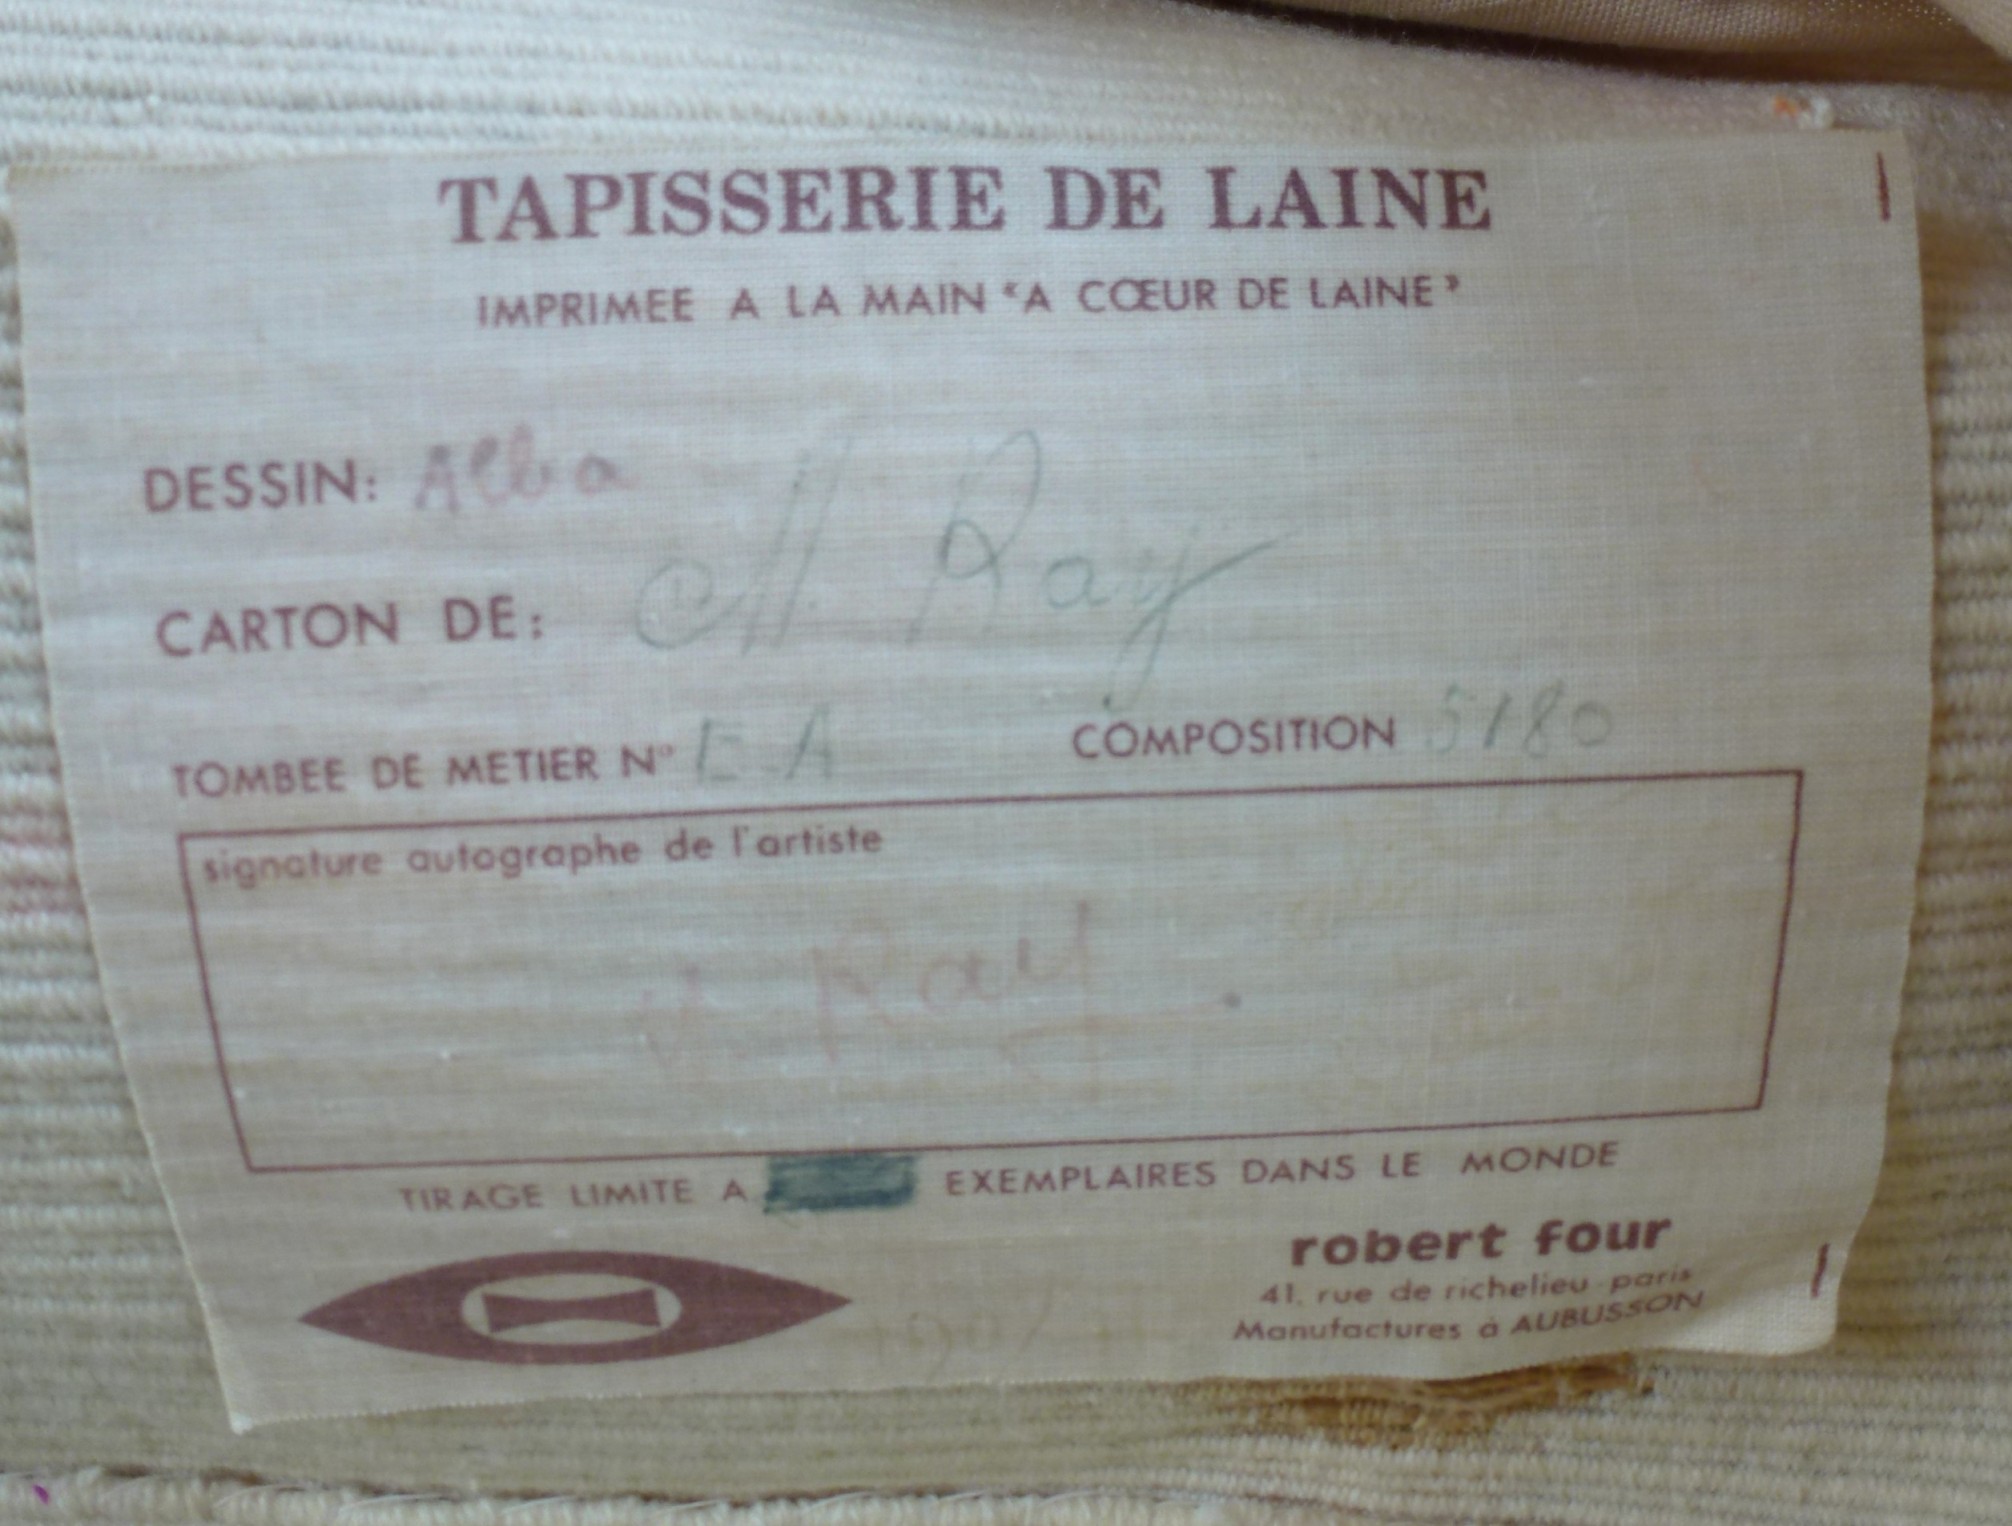 TAPISSERIE DE LAINE
IMPRIMEE A LA MAIN "A CŒUR DE LAINE"
DESSIN: Alba
CARTON DE: M Ray
TOMBEE DE METIER N° E.A COMPOSITION 5180
signature autographe de l'artiste
Ray
TIRAGE LIMITE A EXEMPLAIRES DANS LE MONDE
robert four
41, rue de richelieu paris
Manufactures à AUBUSSON